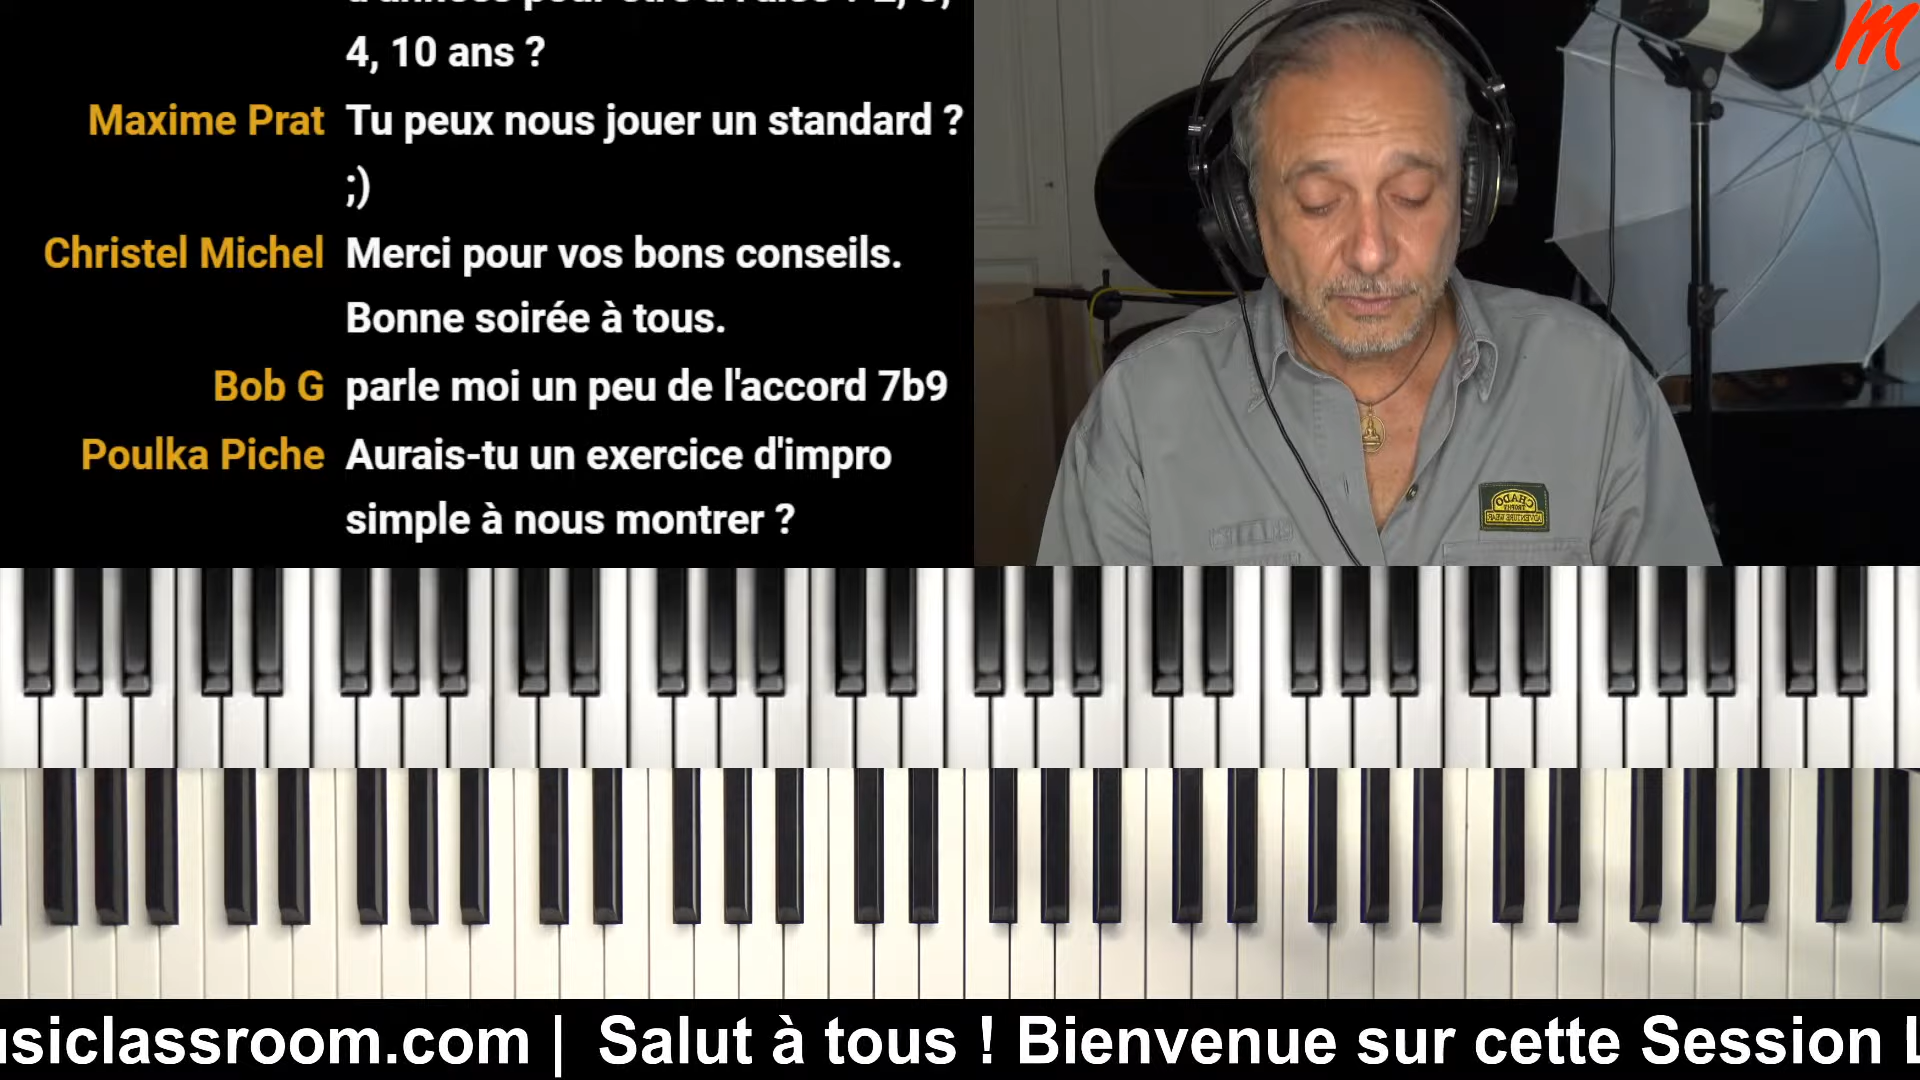 4, 10 ans ?
Maxime Prat Tu peux nous jouer un standard ?
;)
Christel Michel Merci pour vos bons conseils.
Bonne soirée à tous.
Bob G parle moi un peu de l'accord 7b9
Poulka Piche Aurais-tu un exercice d'impro
simple à nous montrer ?
M
CHADO
usiclassroom.com | Salut à tous ! Bienvenue sur cette Session L